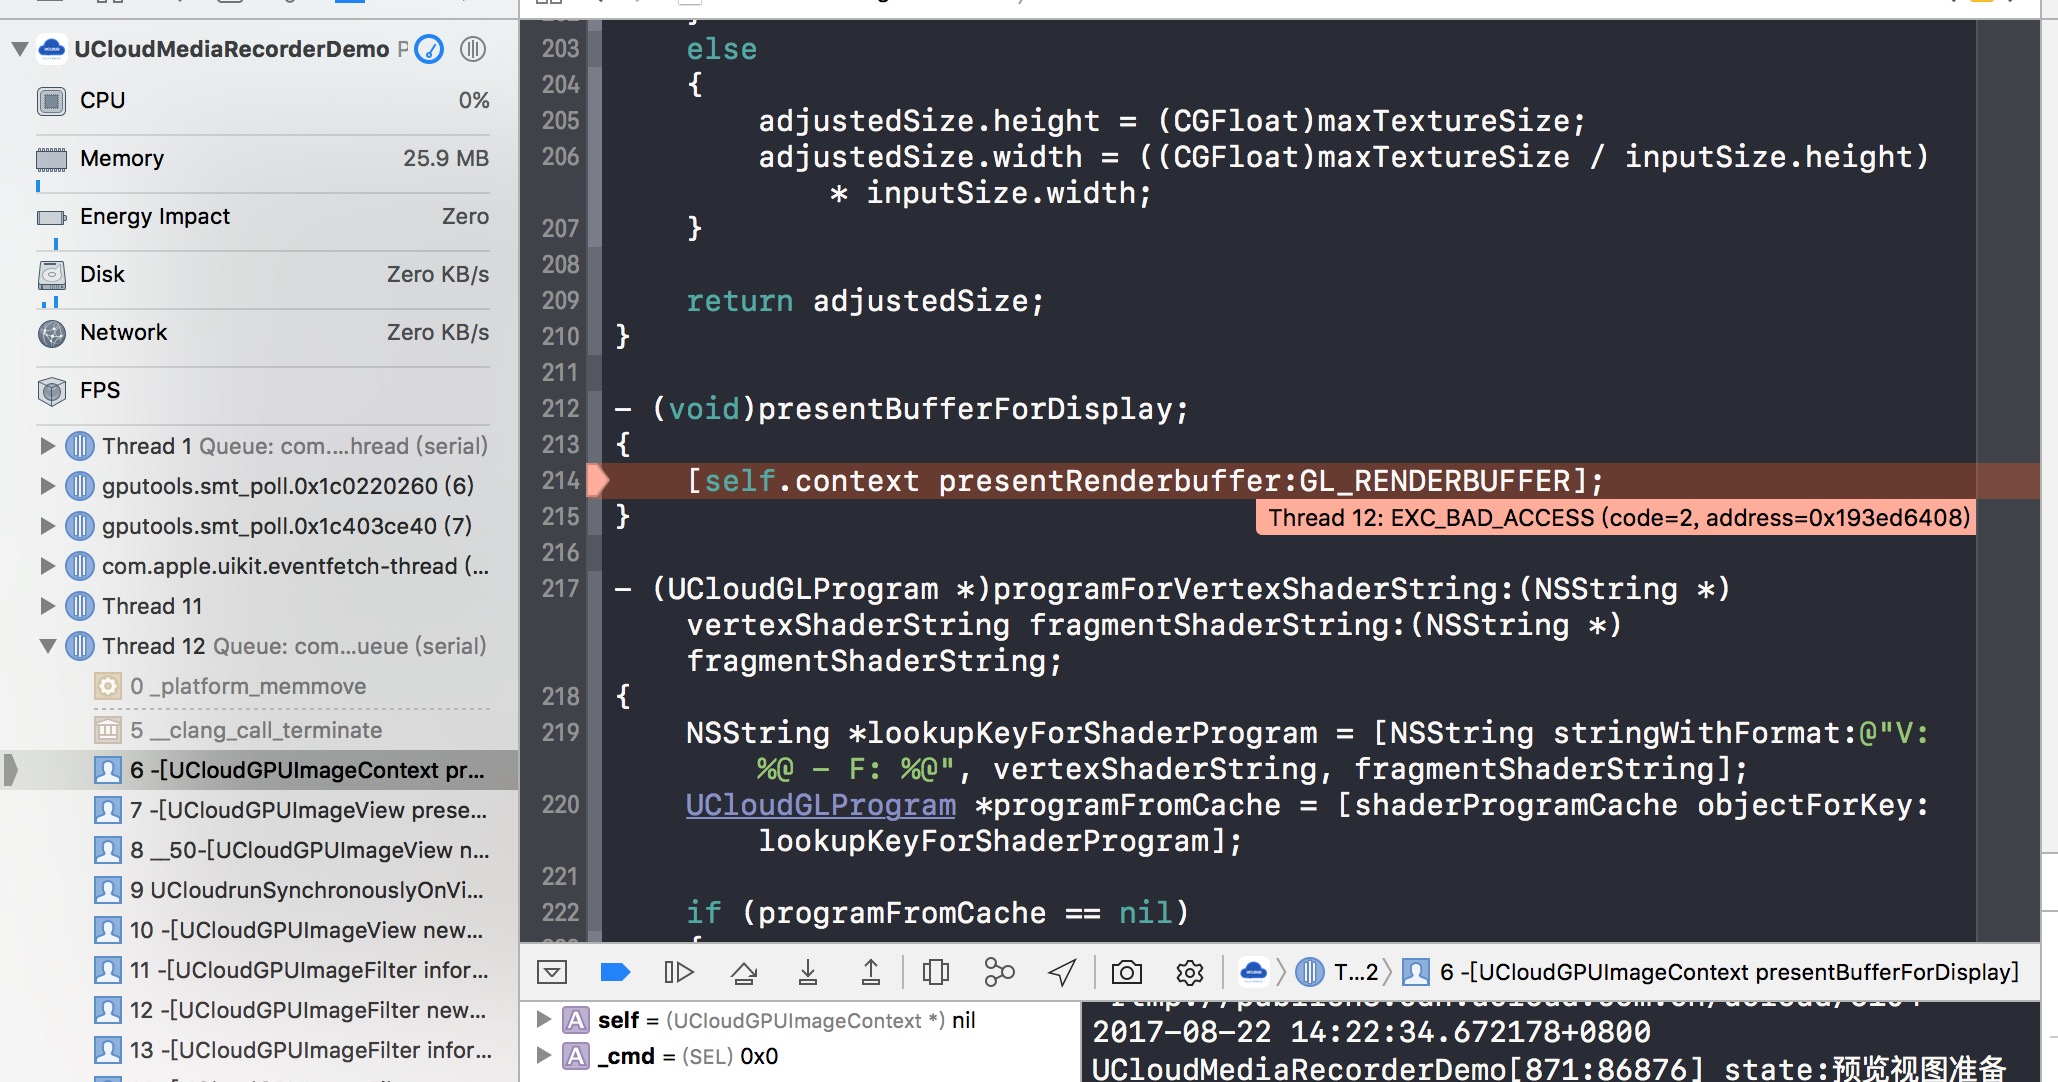 UCloudMediaRecorderDemo P
CPU 0%
Memory 25.9 MB
Energy Impact Zero
Disk Zero KB/s
Network Zero KB/s
FPS
Thread 1 Queue: com....hread (serial)
gputools.smt_poll.0x1c0220260 (6)
gputools.smt_poll.0x1c403ce40 (7)
com.apple.uikit.eventfetch-thread (...
Thread 11
Thread 12 Queue: com...ueue (serial)
0 _platform_memmove
5 __clang_call_terminate
6 -[UCloudGPUImageContext pr...
7 -[UCloudGPUImageView prese...
8 __50-[UCloudGPUImageView n...
9 UCloudrunSynchronouslyOnVi...
10 -[UCloudGPUImageView new...
11 -[UCloudGPUImageFilter infor...
12 -[UCloudGPUImageFilter new...
13 -[UCloudGPUImageFilter infor...
203 else
204 {
205 adjustedSize.height = (CGFloat)maxTextureSize;
206 adjustedSize.width = ((CGFloat)maxTextureSize / inputSize.height)
* inputSize.width;
207 }
208
209 return adjustedSize;
210 }
211
212 - (void)presentBufferForDisplay;
213 {
214 [self.context presentRenderbuffer:GL_RENDERBUFFER];
215 }
Thread 12: EXC_BAD_ACCESS (code=2, address=0x193ed6408)
216
217 - (UCloudGLProgram *)programForVertexShaderString:(NSString *)
vertexShaderString fragmentShaderString:(NSString *)
fragmentShaderString;
218 {
219 NSString *lookupKeyForShaderProgram = [NSString stringWithFormat:@"V:
%@ - F: %@", vertexShaderString, fragmentShaderString];
220 UCloudGLProgram *programFromCache = [shaderProgramCache objectForKey:
lookupKeyForShaderProgram];
221
222 if (programFromCache == nil)
T...2 6 -[UCloudGPUImageContext presentBufferForDisplay]
A self = (UCloudGPUImageContext *) nil
A _cmd = (SEL) 0x0
2017-08-22 14:22:34.672178+0800
UCloudMediaRecorderDemo[871:86876] state:预览视图准备